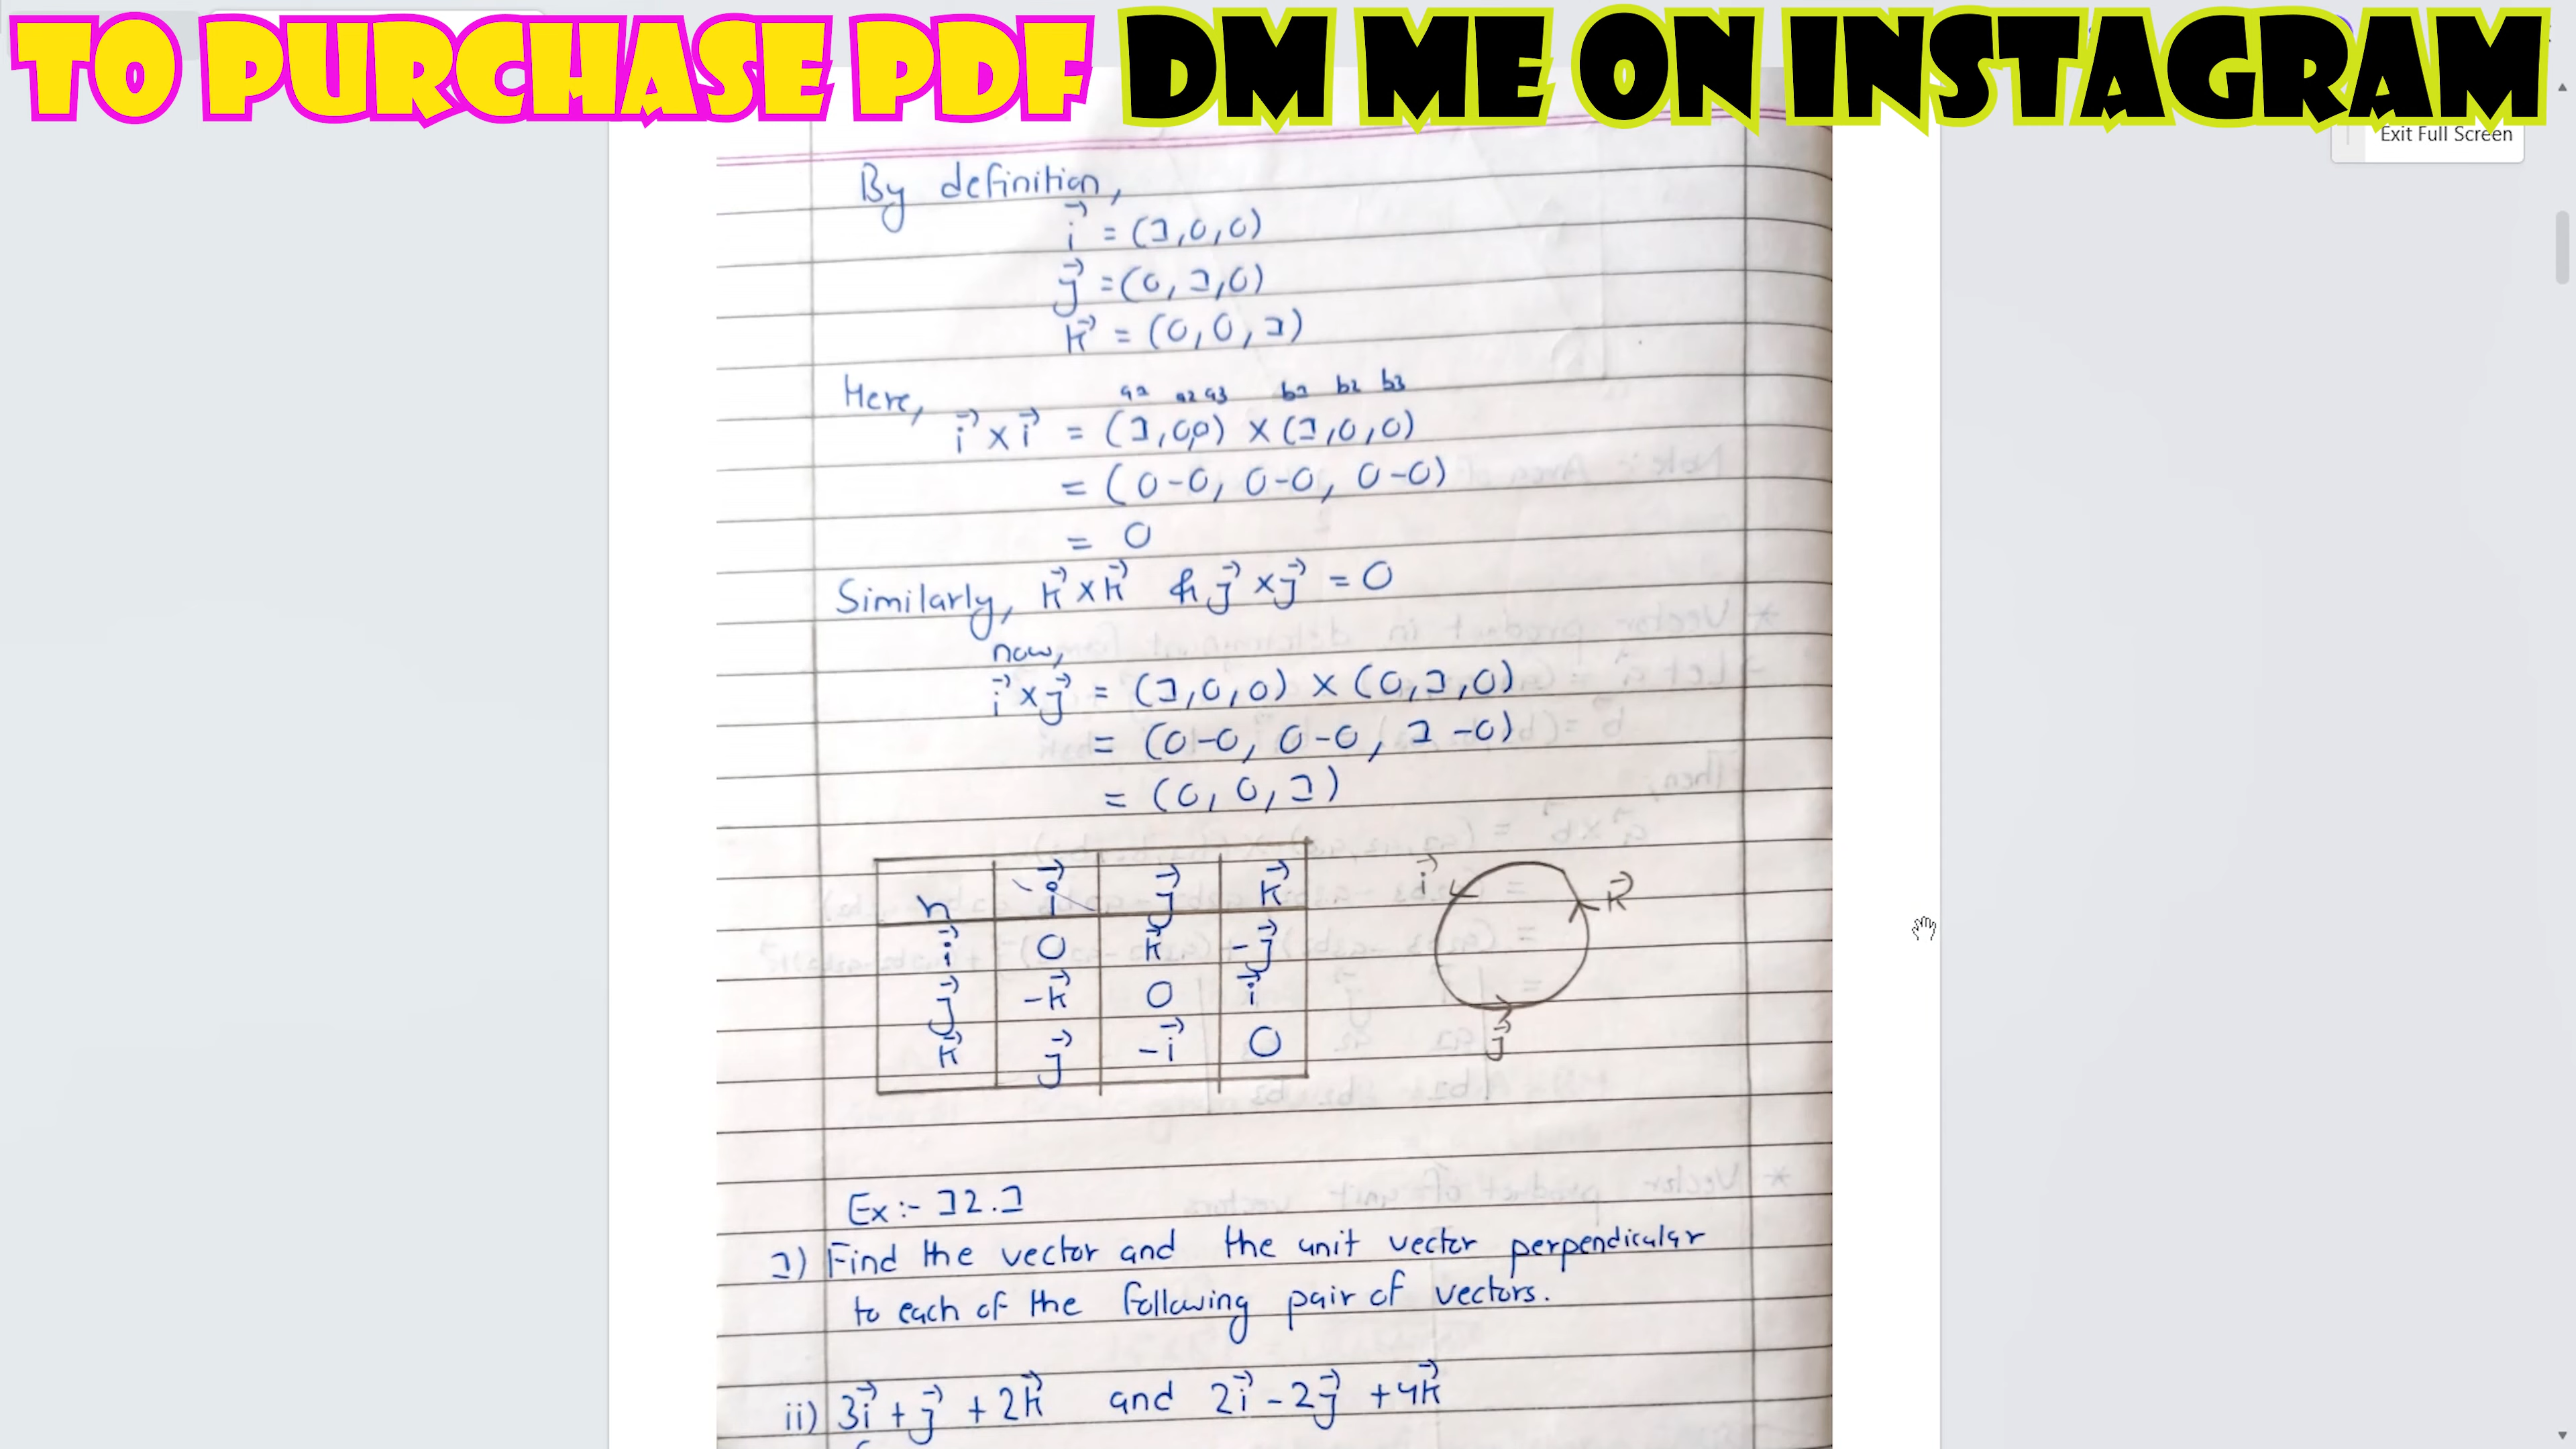 TO PURCHASE PDF DM ME ON INSTAGRAM
Exit Full Screen
By definition,
i⃗ = (1,0,0)
j⃗ = (0,1,0)
k⃗ = (0,0,1)
a1 a2 a3 b1 b2 b3
Here, i⃗ × i⃗ = (1,0,0) × (1,0,0)
= (0-0, 0-0, 0-0)
= 0
Similarly, k⃗ × k⃗ & j⃗ × j⃗ = 0
now,
i⃗ × j⃗ = (1,0,0) × (0,1,0)
= (0-0, 0-0, 1-0)
= (0,0,1)
n i⃗ j⃗ k⃗
i⃗ 0 k⃗ -j⃗
j⃗ -k⃗ 0 i⃗
k⃗ j⃗ -i⃗ 0
i⃗ k⃗
j⃗
Ex:- 12.1
1) Find the vector and the unit vector perpendicular
to each of the following pair of vectors.
ii) 3i⃗ + j⃗ + 2k⃗ and 2i⃗ - 2j⃗ + 4k⃗